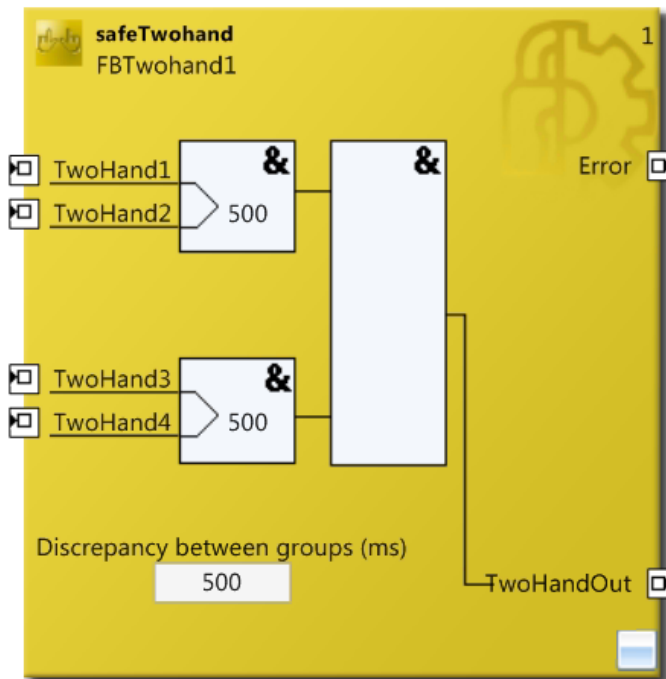 safeTwohand
FBTwohand1
1
Error
TwoHand1
&
500
TwoHand2
&
TwoHand3
&
500
TwoHand4
Discrepancy between groups (ms)
500
TwoHandOut